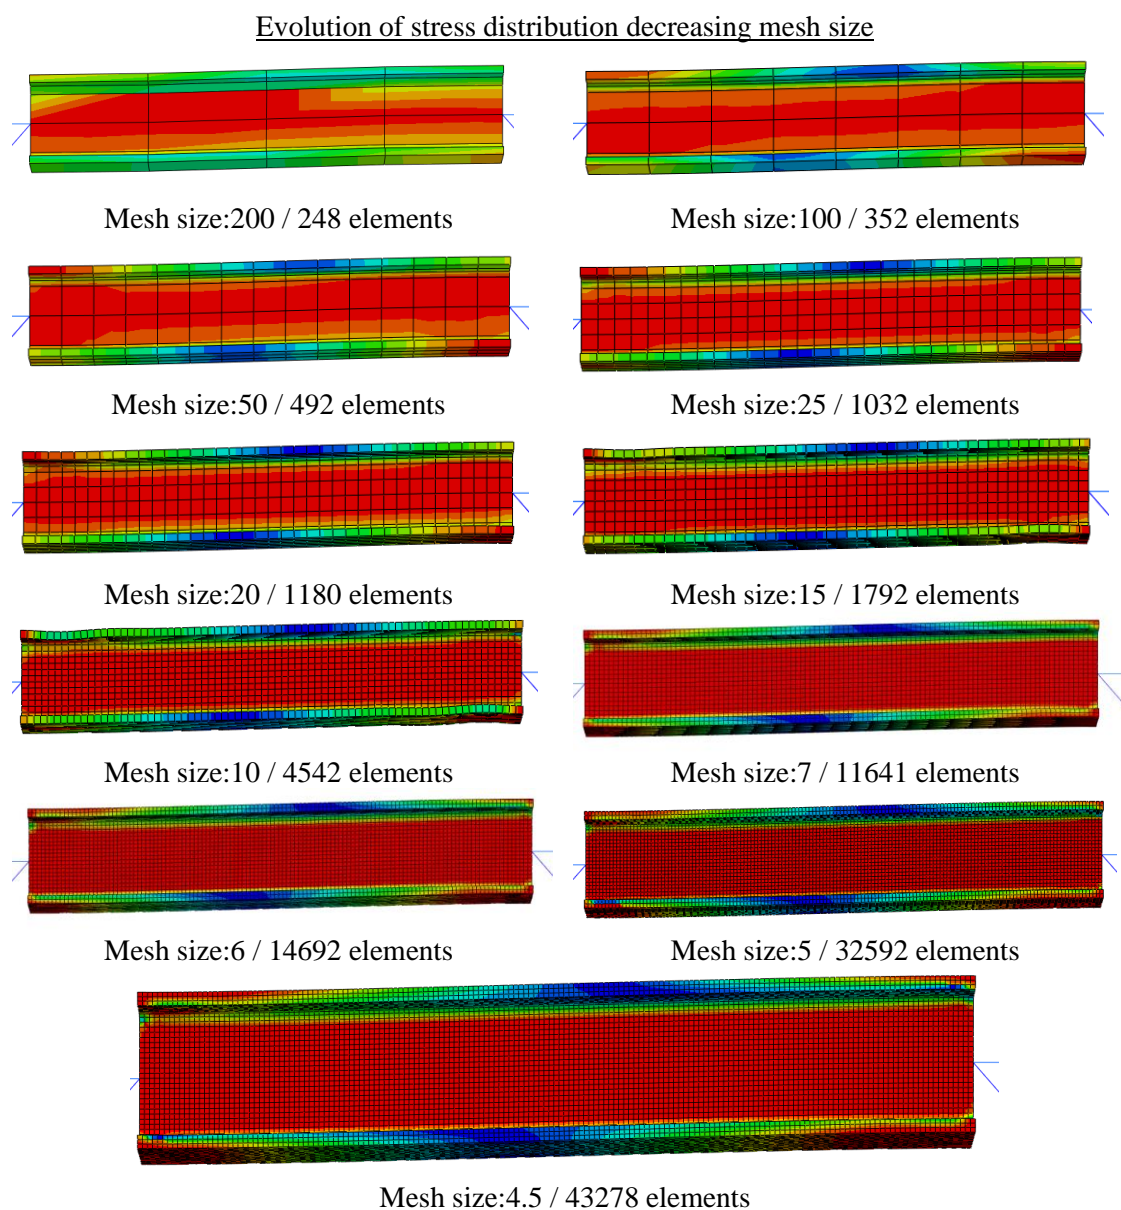 Evolution of stress distribution decreasing mesh size
Mesh size:200 / 248 elements
Mesh size:100 / 352 elements
Mesh size:50 / 492 elements
Mesh size:25 / 1032 elements
Mesh size:20 / 1180 elements
Mesh size:15 / 1792 elements
Mesh size:10 / 4542 elements
Mesh size:7 / 11641 elements
Mesh size:6 / 14692 elements
Mesh size:5 / 32592 elements
Mesh size:4.5 / 43278 elements